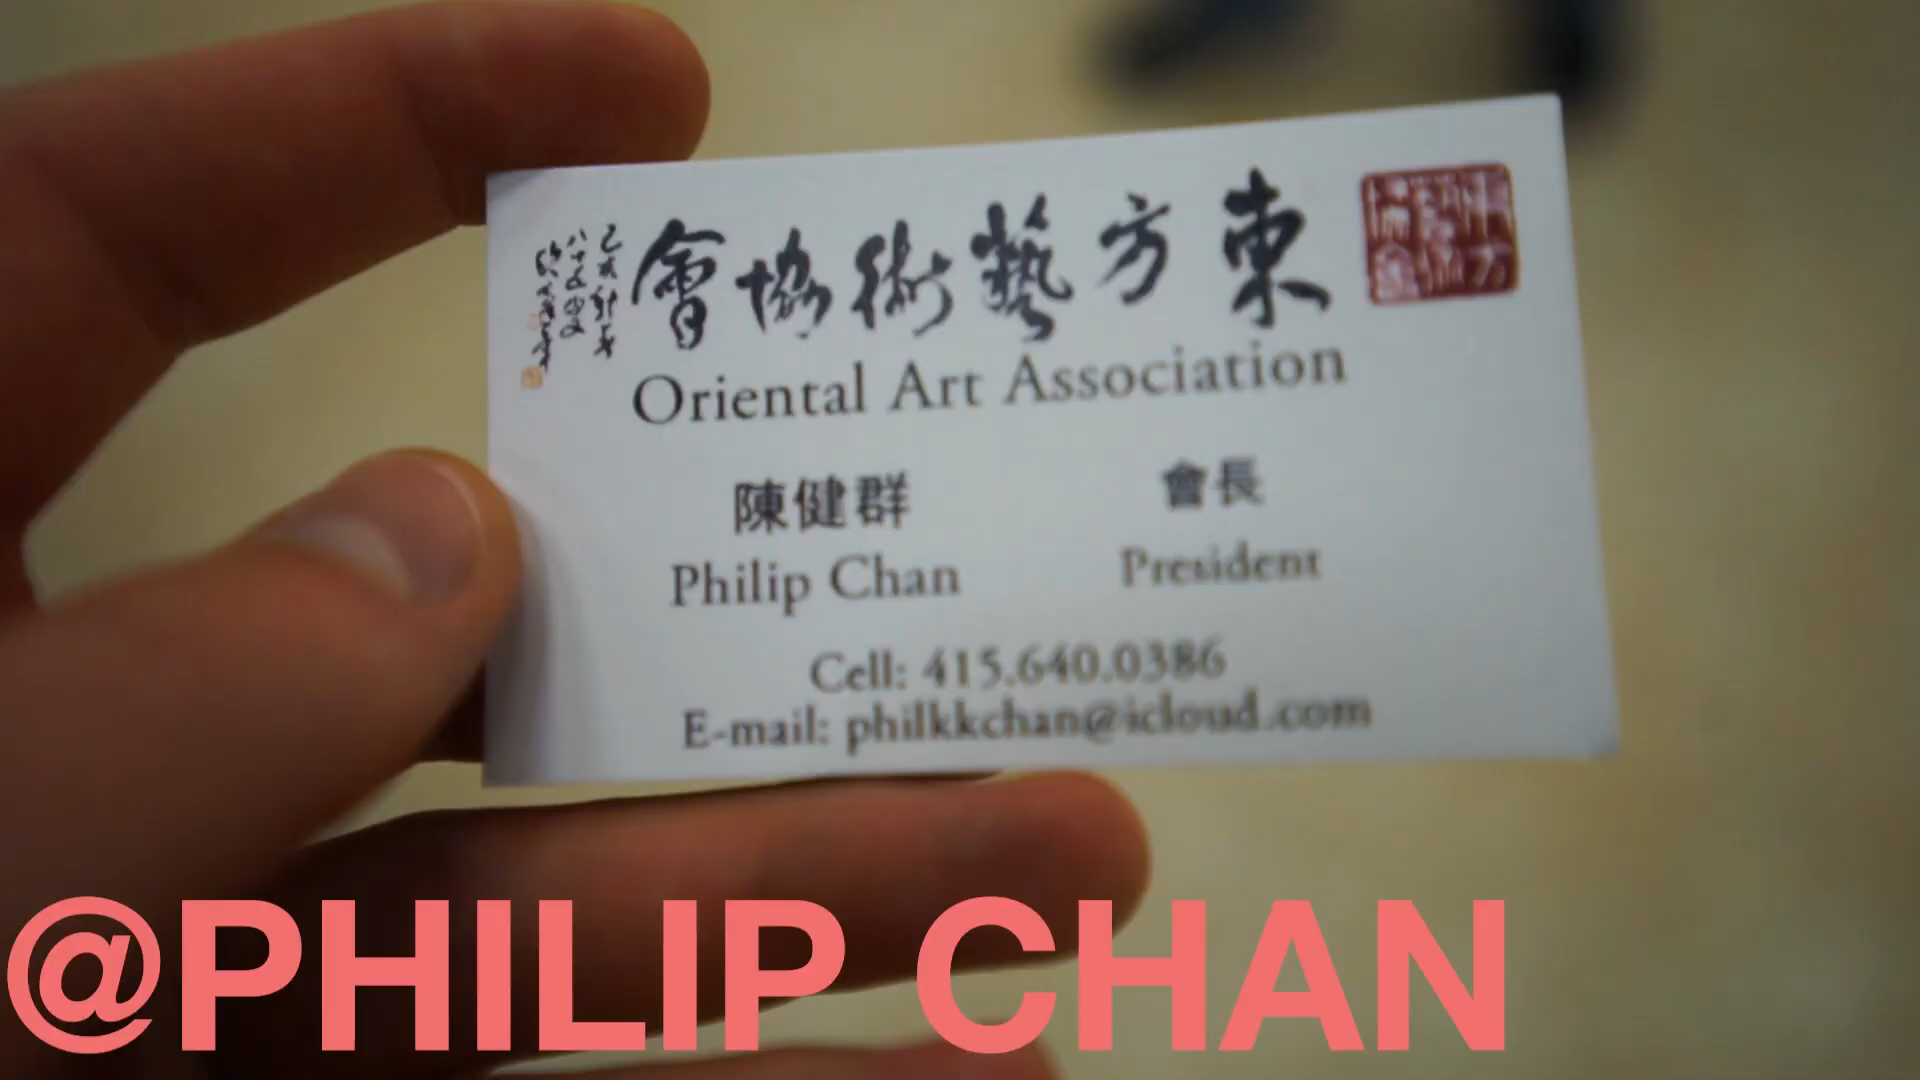 東方藝術協會
Oriental Art Association
陳健群 會長
Philip Chan President
Cell: 415.640.0386
E-mail: philkkchan@icloud.com
@PHILIP CHAN